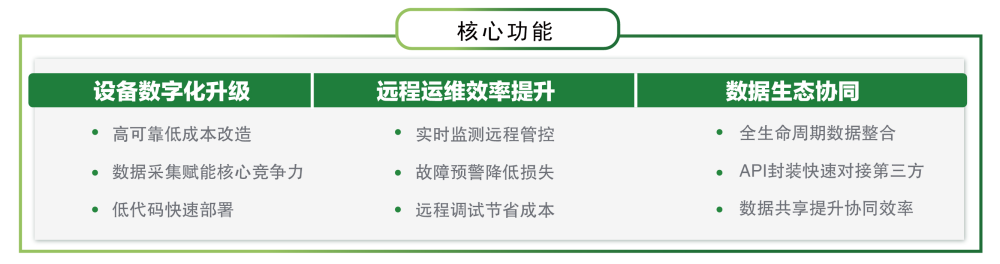 核心功能
设备数字化升级
远程运维效率提升
数据生态协同
• 高可靠低成本改造
• 实时监测远程管控
• 全生命周期数据整合
• 数据采集赋能核心竞争力
• 故障预警降低损失
• API封装快速对接第三方
• 低代码快速部署
• 远程调试节省成本
• 数据共享提升协同效率